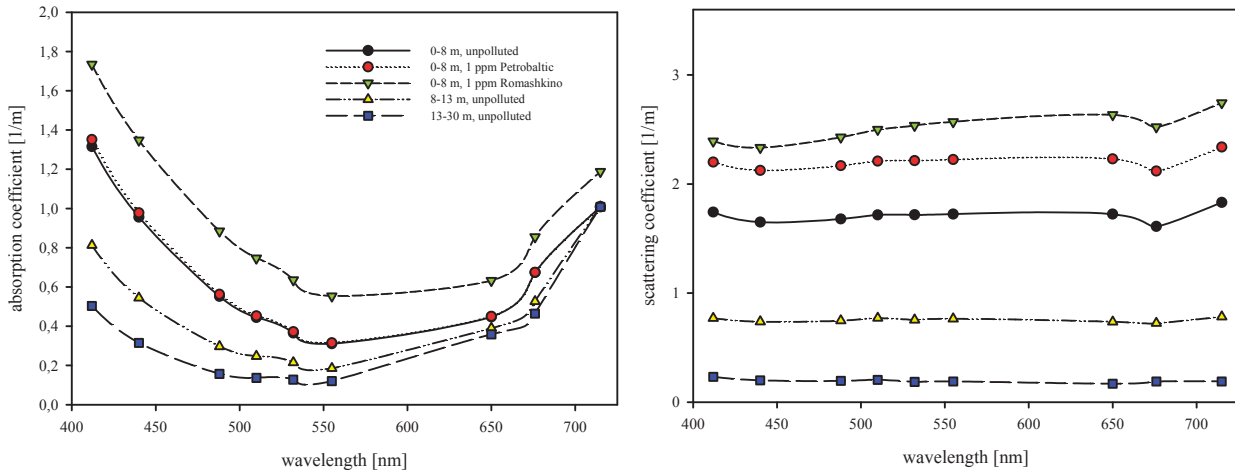 2,0
1,8
1,6
1,4
1,2
1,0
0,8
0,6
0,4
0,2
0,0
absorption coefficient [1/m]
0-8 m, unpolluted
0-8 m, 1 ppm Petrobaltic
0-8 m, 1 ppm Romashkino
8-13 m, unpolluted
13-30 m, unpolluted
400 450 500 550 600 650 700
wavelength [nm]
3
2
1
0
scattering coefficient [1/m]
400 450 500 550 600 650 700
wavelength [nm]